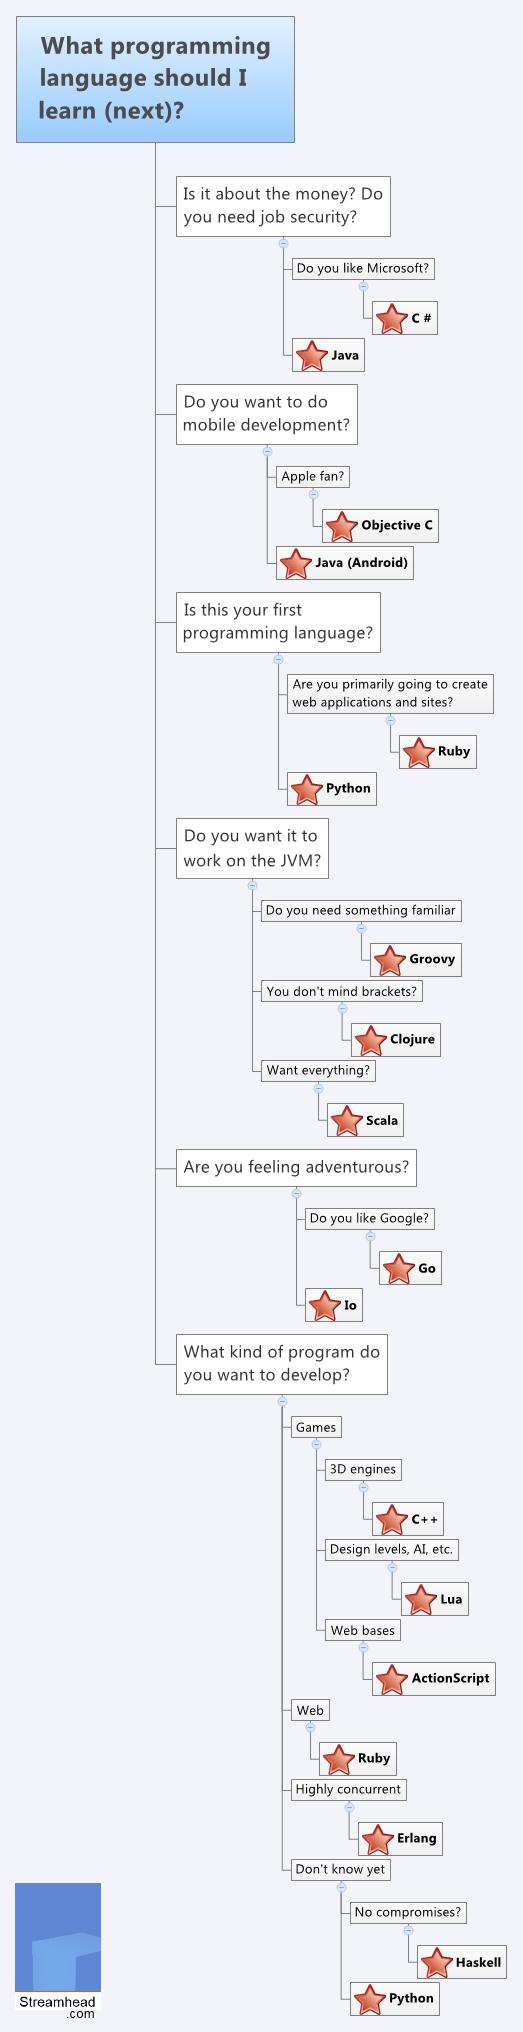 What programming
language should I
learn (next)?
Is it about the money? Do
you need job security?
Do you like Microsoft?
C #
Java
Do you want to do
mobile development?
Apple fan?
Objective C
Java (Android)
Is this your first
programming language?
Are you primarily going to create
web applications and sites?
Ruby
Python
Do you want it to
work on the JVM?
Do you need something familiar
Groovy
You don't mind brackets?
Clojure
Want everything?
Scala
Are you feeling adventurous?
Do you like Google?
Go
Io
What kind of program do
you want to develop?
Games
3D engines
C++
Design levels, AI, etc.
Lua
Web bases
ActionScript
Web
Ruby
Highly concurrent
Erlang
Don't know yet
No compromises?
Haskell
Python
Streamhead
.com